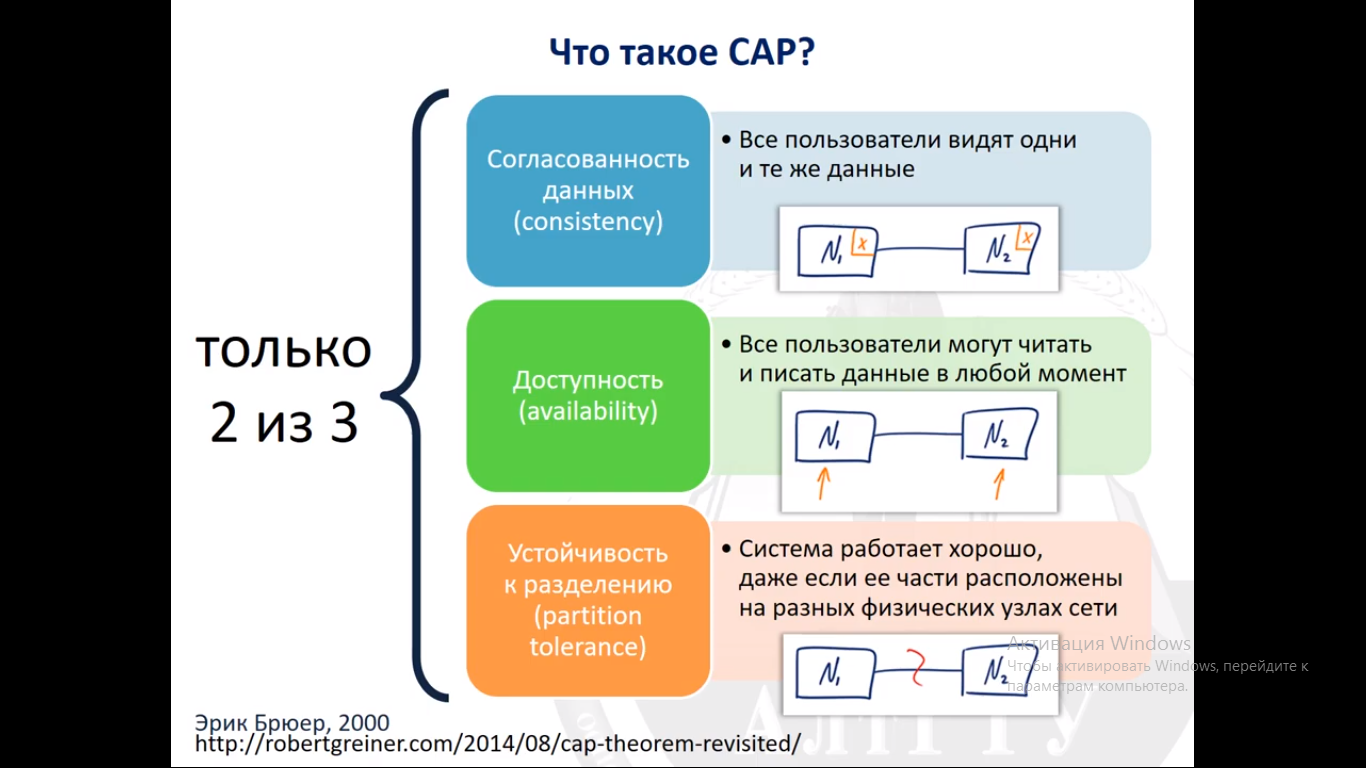 Что такое CAP?
только
2 из 3
Согласованность
данных
(consistency)
• Все пользователи видят одни
и те же данные
N₁ x
N₂ x
Доступность
(availability)
• Все пользователи могут читать
и писать данные в любой момент
N₁
N₂
Устойчивость
к разделению
(partition
tolerance)
• Система работает хорошо,
даже если ее части расположены
на разных физических узлах сети
N₁
N₂
Активация Windows
Чтобы активировать Windows, перейдите к
параметрам компьютера.
Эрик Брюер, 2000
http://robertgreiner.com/2014/08/cap-theorem-revisited/